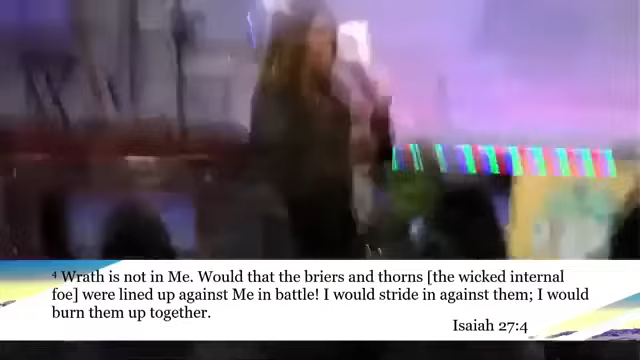 ⁴ Wrath is not in Me. Would that the briers and thorns [the wicked internal
foe] were lined up against Me in battle! I would stride in against them; I would
burn them up together.
Isaiah 27:4